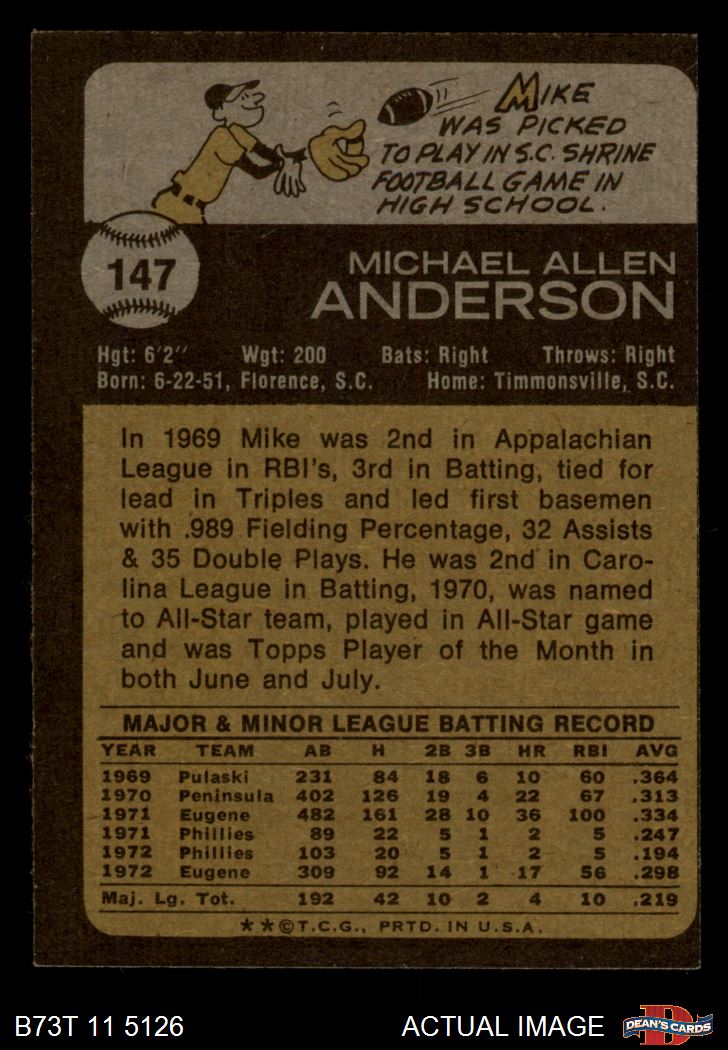 MIKE
WAS PICKED
TO PLAY IN S.C. SHRINE
FOOTBALL GAME IN
HIGH SCHOOL.
147
MICHAEL ALLEN
ANDERSON
Hgt: 6'2" Wgt: 200 Bats: Right Throws: Right
Born: 6-22-51, Florence, S.C. Home: Timmonsville, S.C.
In 1969 Mike was 2nd in Appalachian
League in RBI's, 3rd in Batting, tied for
lead in Triples and led first basemen
with .989 Fielding Percentage, 32 Assists
& 35 Double Plays. He was 2nd in Caro-
lina League in Batting, 1970, was named
to All-Star team, played in All-Star game
and was Topps Player of the Month in
both June and July.
MAJOR & MINOR LEAGUE BATTING RECORD
YEAR TEAM AB H 2B 3B HR RBI AVG
1969 Pulaski 231 84 18 6 10 60 .364
1970 Peninsula 402 126 19 4 22 67 .313
1971 Eugene 482 161 28 10 36 100 .334
1971 Phillies 89 22 5 1 2 5 .247
1972 Phillies 103 20 5 1 2 5 .194
1972 Eugene 309 92 14 1 17 56 .298
Maj. Lg. Tot. 192 42 10 2 4 10 .219
**©T.C.G., PRTD. IN U.S.A.
B73T 11 5126 ACTUAL IMAGE D DEAN'S CARDS